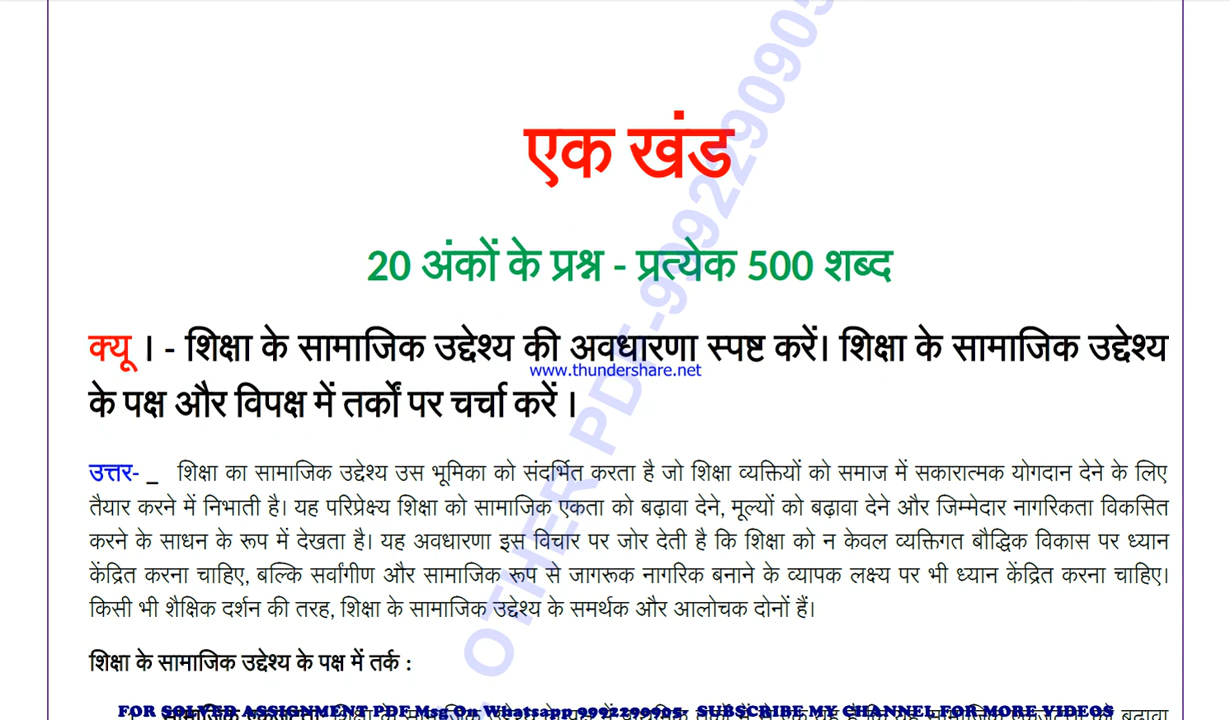 एक खंड
20 अंकों के प्रश्न - प्रत्येक 500 शब्द
क्यू । - शिक्षा के सामाजिक उद्देश्य की अवधारणा स्पष्ट करें। शिक्षा के सामाजिक उद्देश्य
www.thundershare.net
के पक्ष और विपक्ष में तर्कों पर चर्चा करें ।
उत्तर- _ शिक्षा का सामाजिक उद्देश्य उस भूमिका को संदर्भित करता है जो शिक्षा व्यक्तियों को समाज में सकारात्मक योगदान देने के लिए
तैयार करने में निभाती है। यह परिप्रेक्ष्य शिक्षा को सामाजिक एकता को बढ़ावा देने, मूल्यों को बढ़ावा देने और जिम्मेदार नागरिकता विकसित
करने के साधन के रूप में देखता है। यह अवधारणा इस विचार पर जोर देती है कि शिक्षा को न केवल व्यक्तिगत बौद्धिक विकास पर ध्यान
केंद्रित करना चाहिए, बल्कि सर्वांगीण और सामाजिक रूप से जागरूक नागरिक बनाने के व्यापक लक्ष्य पर भी ध्यान केंद्रित करना चाहिए।
किसी भी शैक्षिक दर्शन की तरह, शिक्षा के सामाजिक उद्देश्य के समर्थक और आलोचक दोनों हैं।
शिक्षा के सामाजिक उद्देश्य के पक्ष में तर्क :
FOR SOLVED ASSIGNMENT PDF Msg On Whatsapp 9992299905- SUBSCRIBE MY CHANNEL FOR MORE VIDEOS
OTHER PDF-999229905